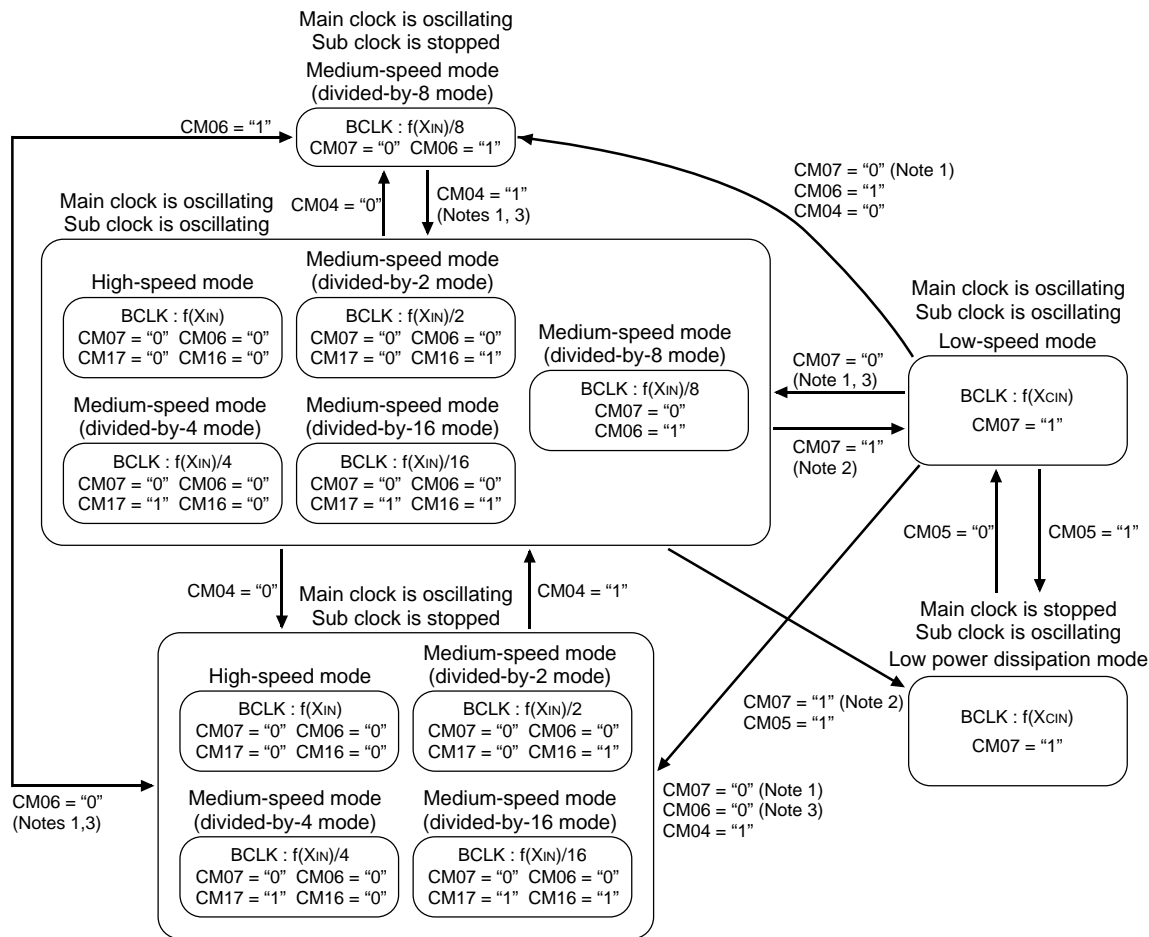 Main clock is oscillating
Sub clock is stopped
Medium-speed mode
(divided-by-8 mode)
CM06 = “1”
BCLK : f(XIN)/8
CM07 = “0” CM06 = “1”
CM07 = “0” (Note 1)
CM06 = “1”
CM04 = “0”
Main clock is oscillating
Sub clock is oscillating
CM04 = “0”
CM04 = “1”
(Notes 1, 3)
High-speed mode
BCLK : f(XIN)
CM07 = “0” CM06 = “0”
CM17 = “0” CM16 = “0”
Medium-speed mode
(divided-by-2 mode)
BCLK : f(XIN)/2
CM07 = “0” CM06 = “0”
CM17 = “0” CM16 = “1”
Medium-speed mode
(divided-by-8 mode)
BCLK : f(XIN)/8
CM07 = “0”
CM06 = “1”
Medium-speed mode
(divided-by-4 mode)
BCLK : f(XIN)/4
CM07 = “0” CM06 = “0”
CM17 = “1” CM16 = “0”
Medium-speed mode
(divided-by-16 mode)
BCLK : f(XIN)/16
CM07 = “0” CM06 = “0”
CM17 = “1” CM16 = “1”
CM07 = “0”
(Note 1, 3)
CM07 = “1”
(Note 2)
Main clock is oscillating
Sub clock is oscillating
Low-speed mode
BCLK : f(XCIN)
CM07 = “1”
CM05 = “0”
CM05 = “1”
Main clock is stopped
Sub clock is oscillating
Low power dissipation mode
BCLK : f(XCIN)
CM07 = “1”
CM07 = “1” (Note 2)
CM05 = “1”
CM04 = “0”
CM04 = “1”
Main clock is oscillating
Sub clock is stopped
High-speed mode
BCLK : f(XIN)
CM07 = “0” CM06 = “0”
CM17 = “0” CM16 = “0”
Medium-speed mode
(divided-by-2 mode)
BCLK : f(XIN)/2
CM07 = “0” CM06 = “0”
CM17 = “0” CM16 = “1”
Medium-speed mode
(divided-by-4 mode)
BCLK : f(XIN)/4
CM07 = “0” CM06 = “0”
CM17 = “1” CM16 = “0”
Medium-speed mode
(divided-by-16 mode)
BCLK : f(XIN)/16
CM07 = “0” CM06 = “0”
CM17 = “1” CM16 = “1”
CM07 = “0” (Note 1)
CM06 = “0” (Note 3)
CM04 = “1”
CM06 = “0”
(Notes 1,3)